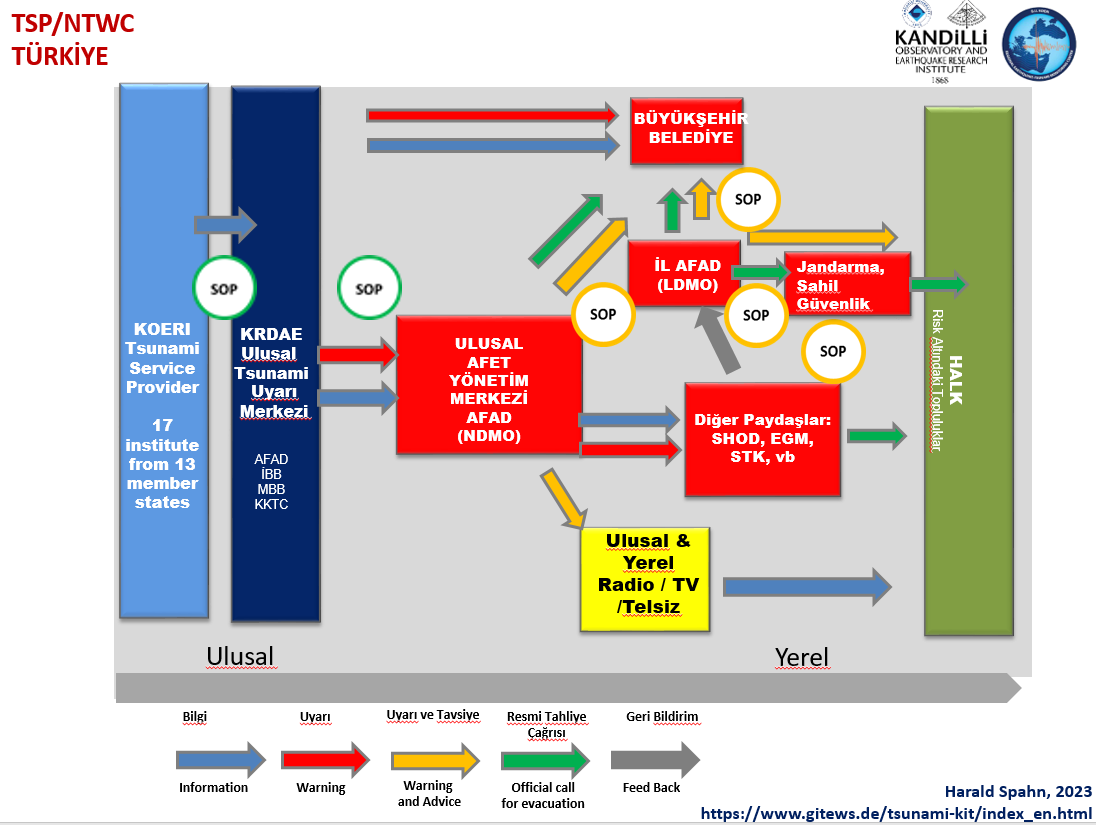 TSP/NTWC
TÜRKİYE
KANDİLLİ
OBSERVATORY AND
EARTHQUAKE RESEARCH
INSTITUTE
1868
BÜYÜKŞEHİR
BELEDİYE
SOP
İL AFAD
(LDMO)
Jandarma,
Sahil
Güvenlik
SOP
SOP
SOP
SOP
SOP
KOERI
Tsunami
Service
Provider
17
institute
from 13
member
states
KRDAE
Ulusal
Tsunami
Uyarı
Merkezi
AFAD
İBB
MBB
KKTC
ULUSAL
AFET
YÖNETİM
MERKEZİ
AFAD
(NDMO)
Diğer Paydaşlar:
SHOD, EGM,
STK, vb
HALK
Risk Altındaki Topluluklar
Ulusal &
Yerel
Radio / TV
/Telsiz
Ulusal
Yerel
Bilgi
Uyarı
Uyarı ve Tavsiye
Resmi Tahliye
Çağrısı
Geri Bildirim
Information
Warning
Warning
and Advice
Official call
for evacuation
Feed Back
Harald Spahn, 2023
https://www.gitews.de/tsunami-kit/index_en.html